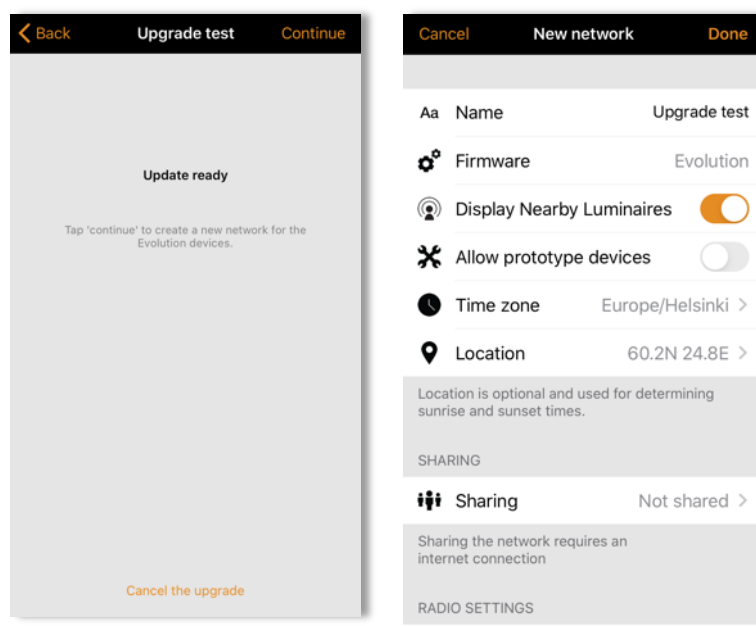 Back Upgrade test Continue
Update ready
Tap 'continue' to create a new network for the
Evolution devices.
Cancel the upgrade
Cancel New network Done
Aa Name Upgrade test
Firmware Evolution
Display Nearby Luminaires
Allow prototype devices
Time zone Europe/Helsinki
Location 60.2N 24.8E
Location is optional and used for determining
sunrise and sunset times.
SHARING
Sharing Not shared
Sharing the network requires an
internet connection
RADIO SETTINGS